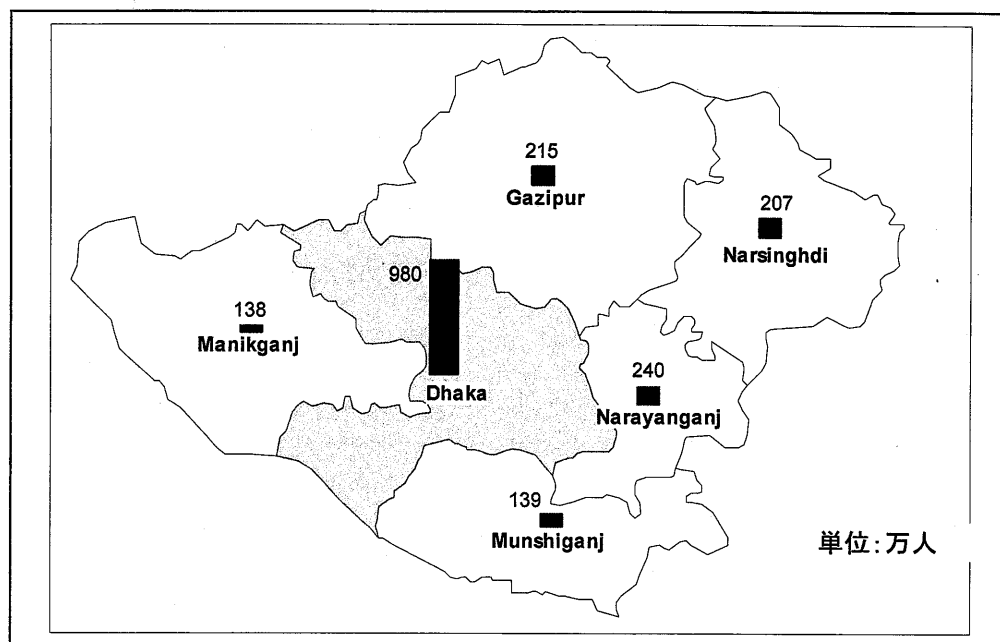 215
Gazipur
207
Narsinghdi
980
Dhaka
138
Manikganj
240
Narayanganj
139
Munshiganj
単位:万人